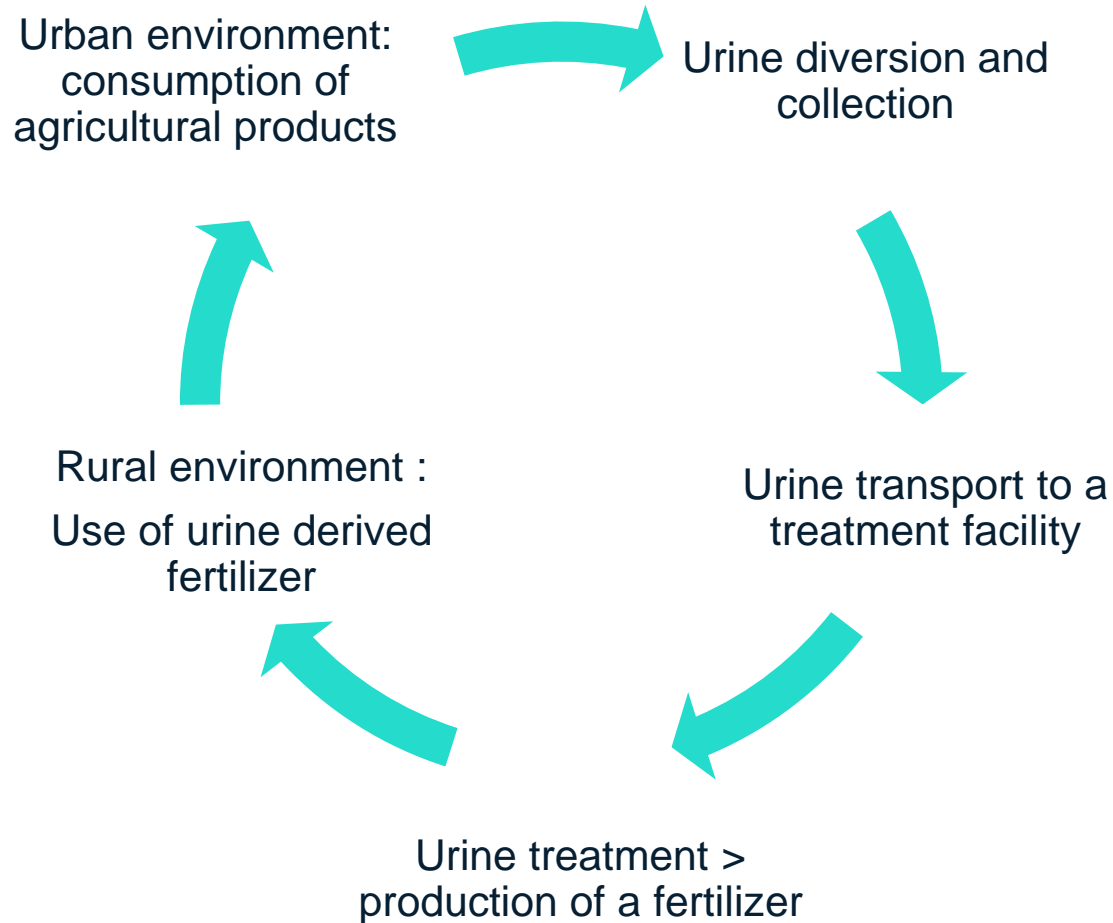 Urban environment:
consumption of
agricultural products
Urine diversion and
collection
Urine transport to a
treatment facility
Urine treatment >
production of a fertilizer
Rural environment :
Use of urine derived
fertilizer